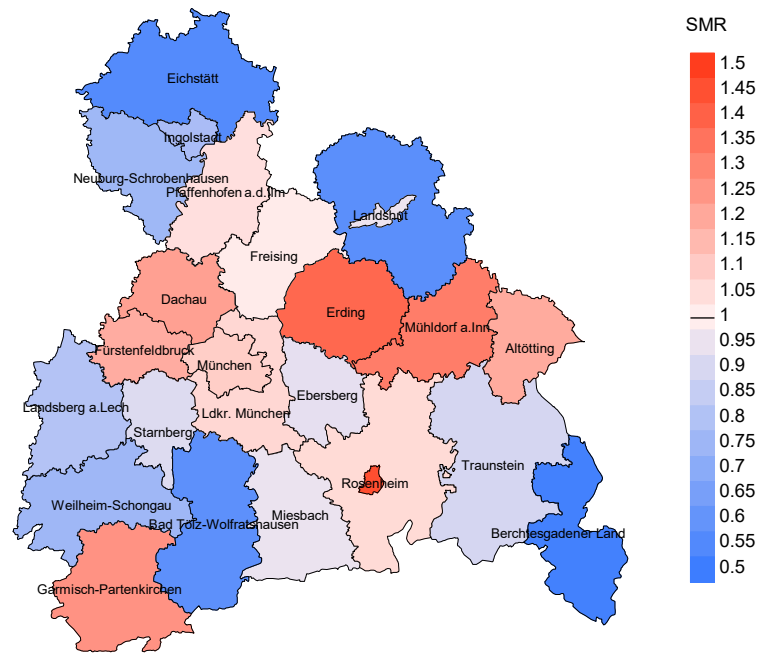 SMR
1.5
1.45
1.4
1.35
1.3
1.25
1.2
1.15
1.1
1.05
1
0.95
0.9
0.85
0.8
0.75
0.7
0.65
0.6
0.55
0.5
Eichstätt
Ingolstadt
Neuburg-Schrobenhausen
Pfaffenhofen a.d.Ilm
Landshut
Freising
Dachau
Erding
Mühldorf a.Inn
Fürstenfeldbruck
Altötting
München
Ebersberg
Landsberg a.Lech
Ldkr. München
Starnberg
Traunstein
Rosenheim
Weilheim-Schongau
Miesbach
Bad Tölz-Wolfratshausen
Berchtesgadener Land
Garmisch-Partenkirchen